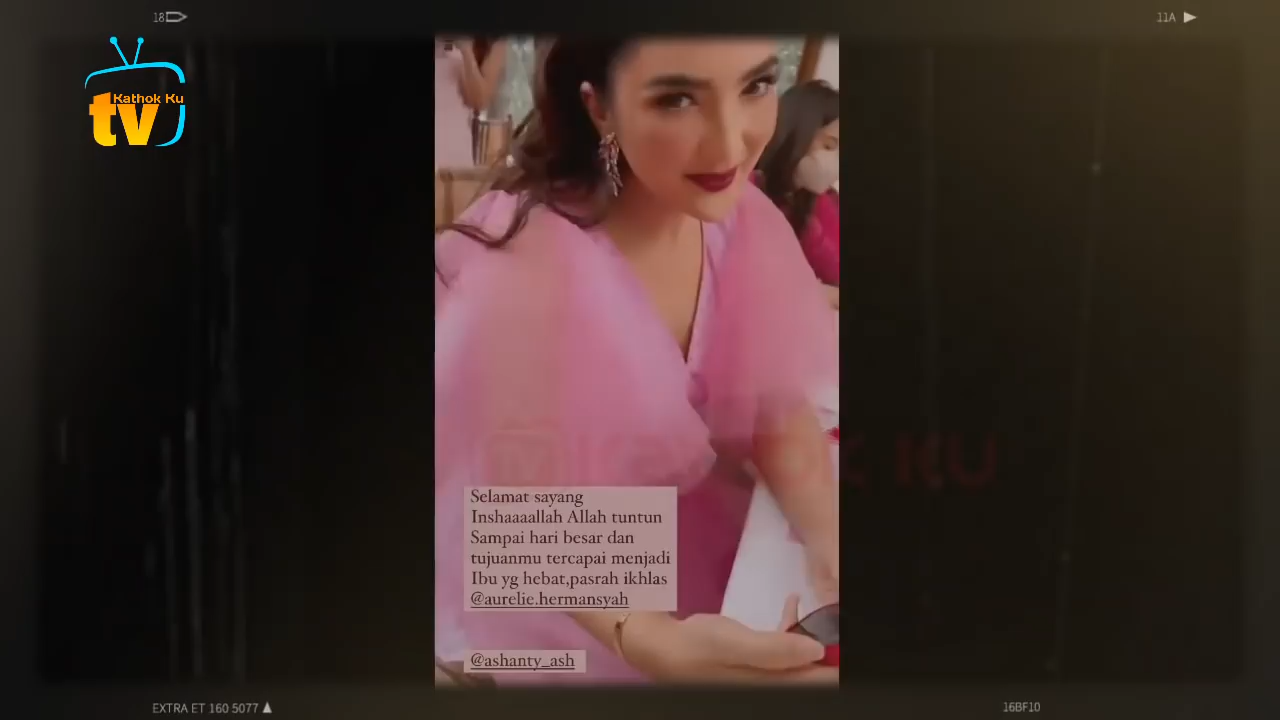 18
11A
Kathok Ku
tv
Selamat sayang
Inshaaaallah Allah tuntun
Sampai hari besar dan
tujuanmu tercapai menjadi
Ibu yg hebat,pasrah ikhlas
@aurelie.hermansyah
@ashanty_ash
EXTRA ET 160 5077
16BF10